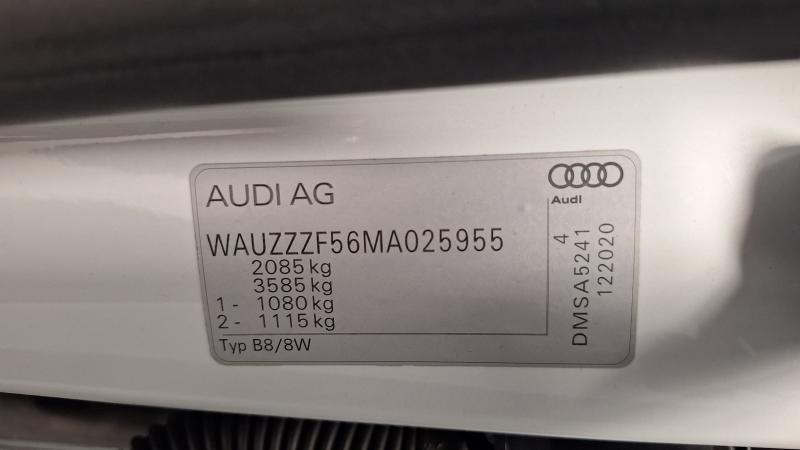 AUDI AG
Audi
WAUZZZF56MA025955
2085 kg
3585 kg
1 - 1080 kg
2 - 1115 kg
Typ B8/8W
4
DMSA5241
122020